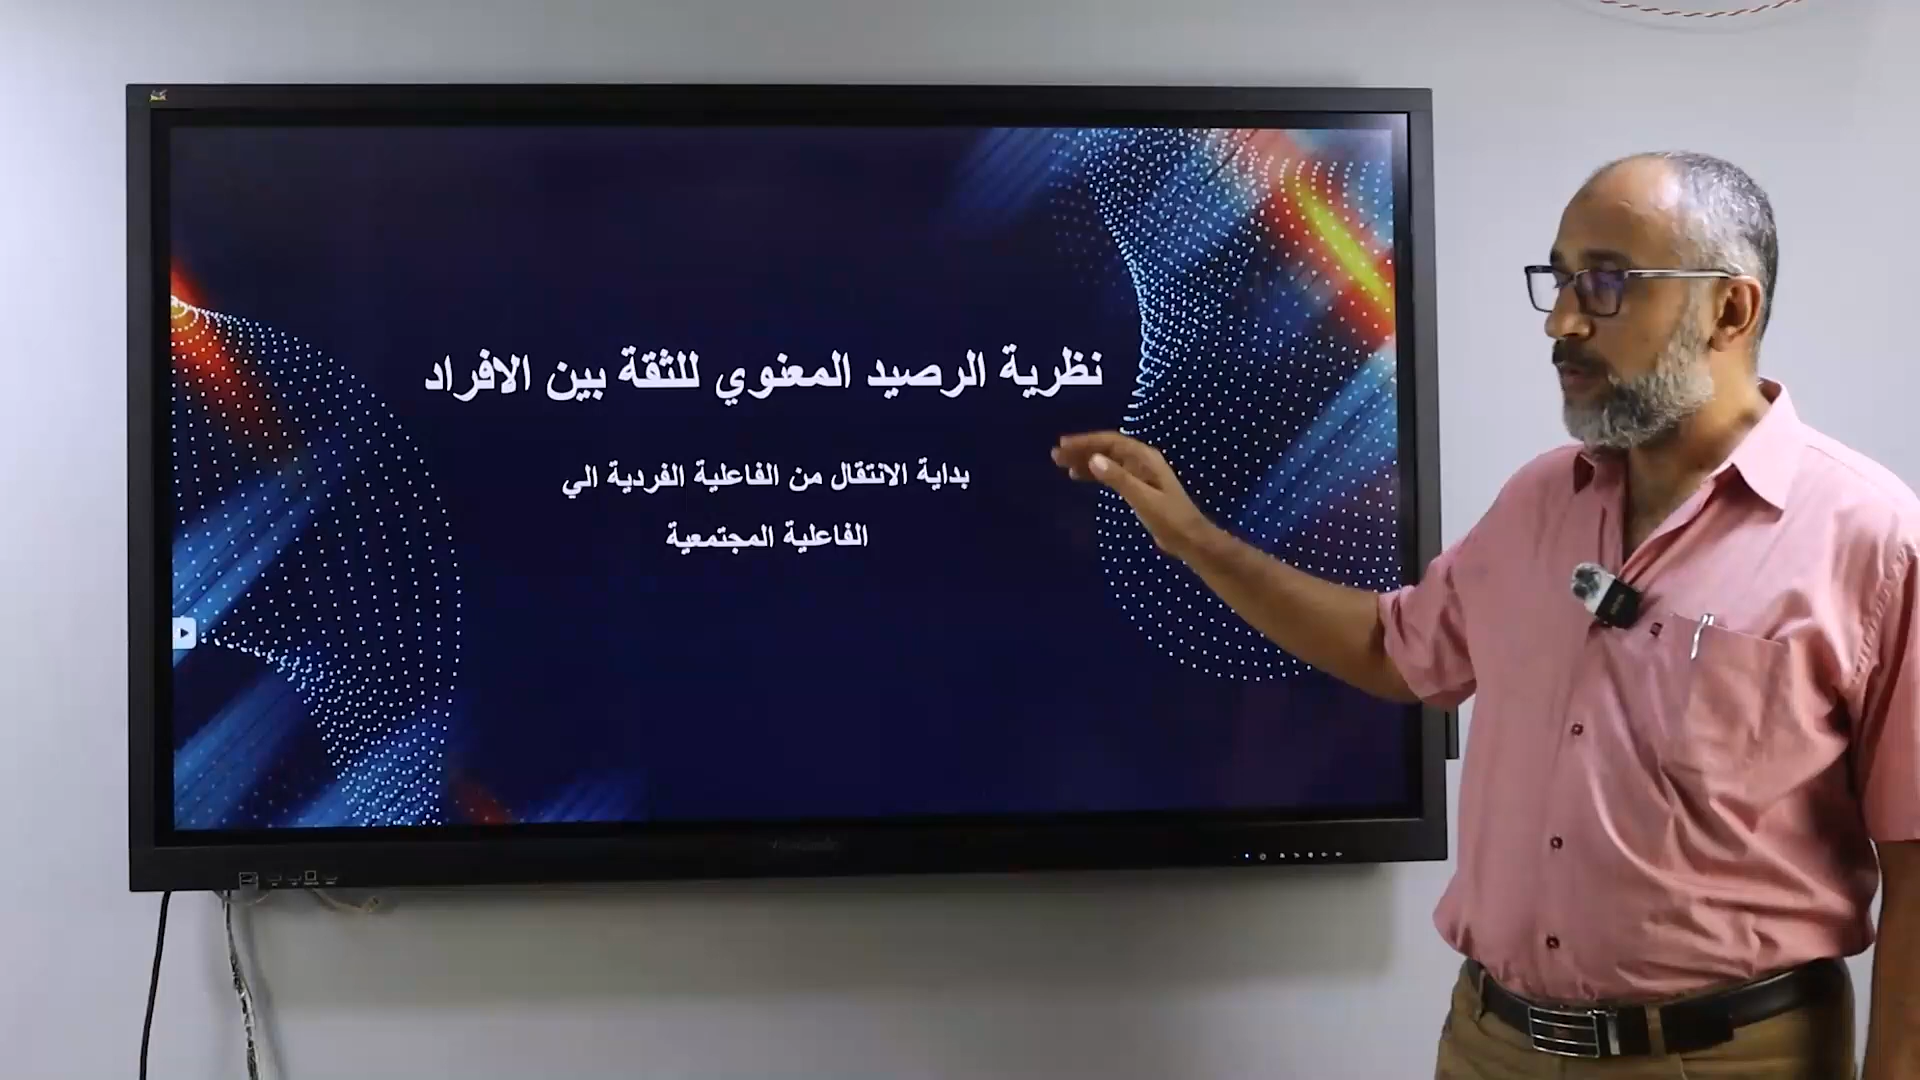 نظرية الرصيد المعنوي للثقة بين الافراد
بداية الانتقال من الفاعلية الفردية الي
الفاعلية المجتمعية